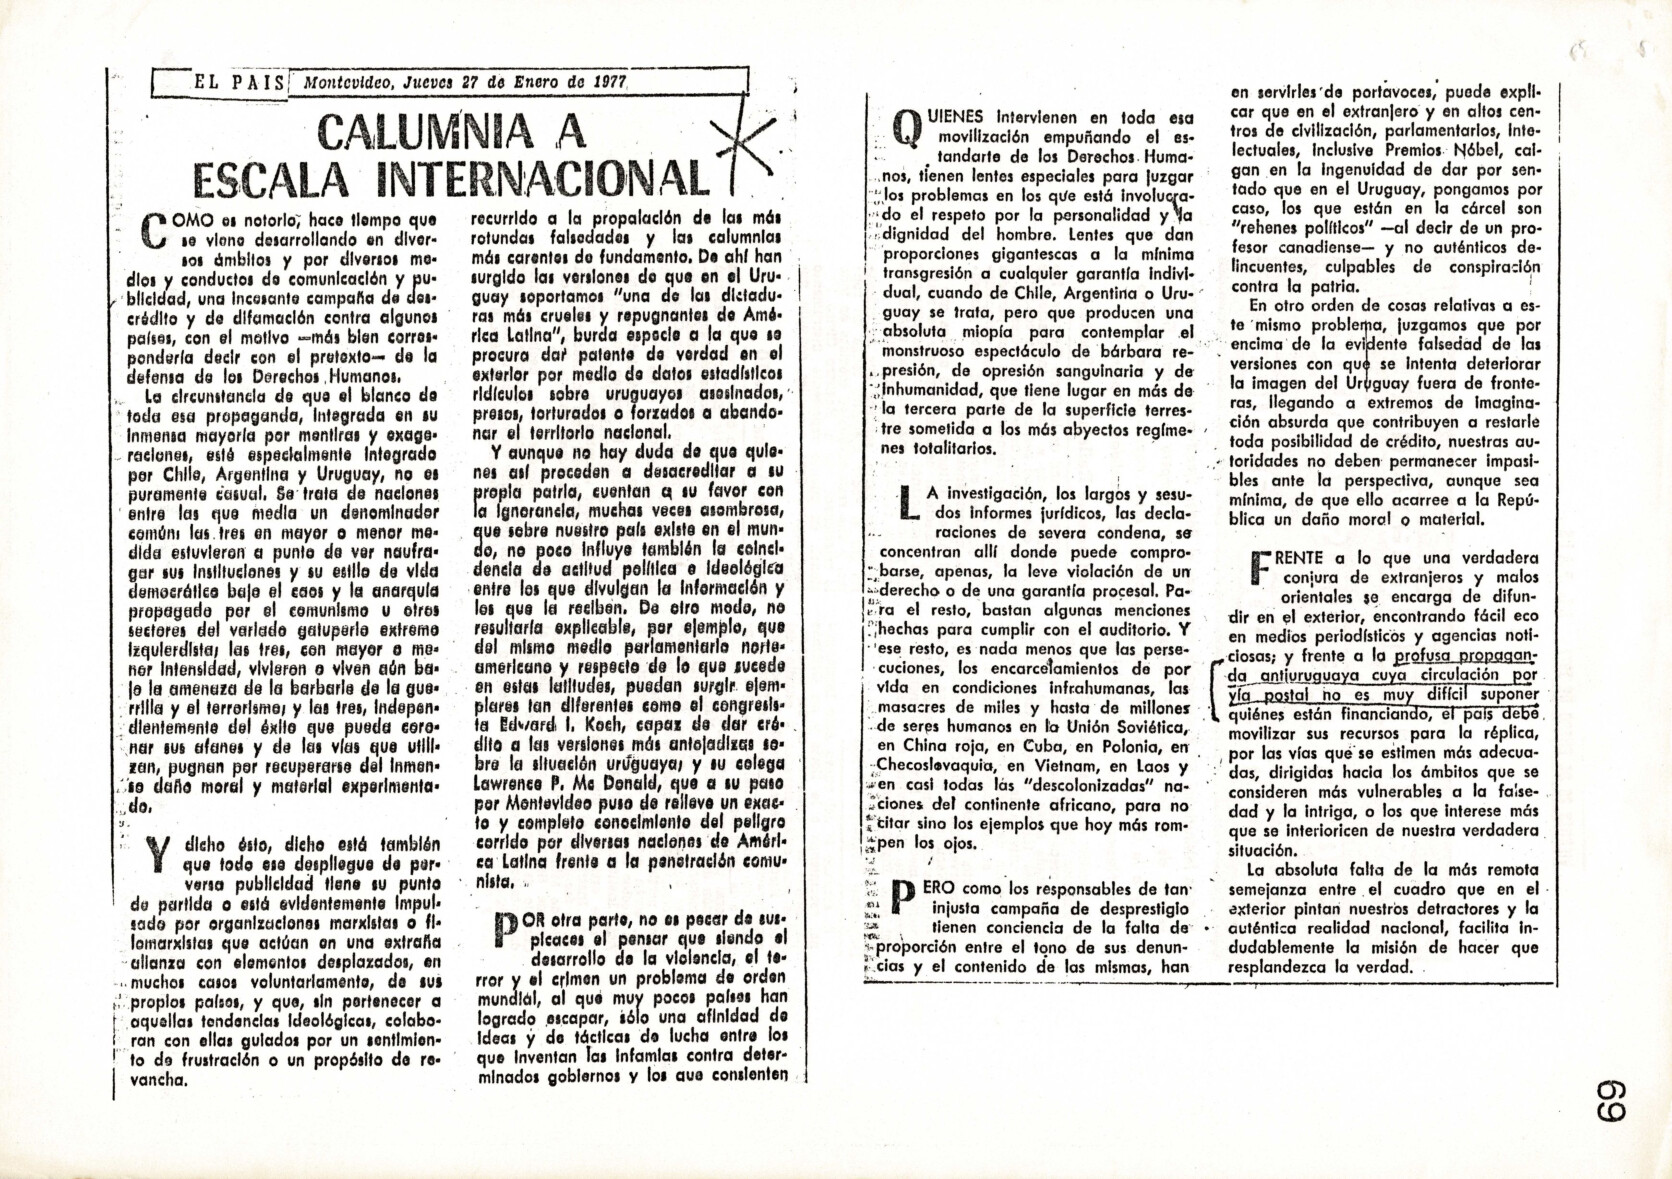 EL PAIS Montevideo, Jueves 27 de Enero de 1977
CALUMNIA A
ESCALA INTERNACIONAL
COMO es notorio, hace tiempo que
se viene desarrollando en diver-
sos ámbitos y por diversos me-
dios y conductos de comunicación y pu-
blicidad, una incesante campaña de des-
crédito y de difamación contra algunos
países, con el motivo —más bien corres-
pondería decir con el pretexto— de la
defensa de los Derechos Humanos.
La circunstancia de que el blanco de
toda esa propaganda, integrada en su
inmensa mayoría por mentiras y exage-
raciones, esté especialmente integrado
por Chile, Argentina y Uruguay, no es
puramente casual. Se trata de naciones
entre las que media un denominador
común: las tres en mayor o menor me-
dida estuvieron a punto de ver naufra-
gar sus instituciones y su estilo de vida
democrático bajo el caos y la anarquía
propagada por el comunismo u otros
sectores del variado gatuperio extremo
izquierdista; las tres, con mayor o me-
nor intensidad, vivieron o viven aún ba-
jo la amenaza de la barbarie de la gue-
rrilla y el terrorismo; y las tres, indepen-
dientemente del éxito que pueda coro-
nar sus afanes y de las vías que utili-
zan, pugnan por recuperarse del inmen-
so daño moral y material experimenta-
do.
Y dicho ésto, dicho está también
que todo ese despliegue de per-
versa publicidad tiene su punto
de partida o está evidentemente impul-
sado por organizaciones marxistas o fi-
lomarxistas que actúan en una extraña
alianza con elementos desplazados, en
muchos casos voluntariamente, de sus
propios países, y que, sin pertenecer a
aquellas tendencias ideológicas, colabo-
ran con ellas guiados por un sentimien-
to de frustración o un propósito de re-
vancha.
recurrido a la propalación de las más
rotundas falsedades y las calumnias
más carentes de fundamento. De ahí han
surgido las versiones de que en el Uru-
guay soportamos "una de las dictadu-
ras más crueles y repugnantes de Amé-
rica Latina", burda especie a la que se
procura dar patente de verdad en el
exterior por medio de datos estadísticos
ridículos sobre uruguayos asesinados,
presos, torturados o forzados a abando-
nar el territorio nacional.
Y aunque no hay duda de que quie-
nes así proceden a desacreditar a su
propia patria, cuentan a su favor con
la ignorancia, muchas veces asombrosa,
que sobre nuestro país existe en el mun-
do, no poco influye también la coinci-
dencia de actitud política e ideológica
entre los que divulgan la información y
los que la reciben. De otro modo, no
resultaría explicable, por ejemplo, que
del mismo medio parlamentario norte-
americano y respecto de lo que sucede
en estas latitudes, puedan surgir ejem-
plares tan diferentes como el congresis-
ta Edward I. Koch, capaz de dar cré-
dito a las versiones más antojadizas so-
bre la situación uruguaya; y su colega
Lawrence P. Mc Donald, que a su paso
por Montevideo puso de relieve un exac-
to y completo conocimiento del peligro
corrido por diversas naciones de Améri-
ca Latina frente a la penetración comu-
nista.
POR otra parte, no es pecar de sus-
picaces el pensar que siendo el
desarrollo de la violencia, el te-
rror y el crimen un problema de orden
mundial, al que muy pocos países han
logrado escapar, sólo una afinidad de
ideas y de tácticas de lucha entre los
que inventan las infamias contra deter-
minados gobiernos y los que consienten
QUIENES intervienen en toda esa
movilización empuñando el es-
tandarte de los Derechos Huma-
nos, tienen lentes especiales para juzgar
los problemas en los que está involucra-
do el respeto por la personalidad y la
dignidad del hombre. Lentes que dan
proporciones gigantescas a la mínima
transgresión a cualquier garantía indivi-
dual, cuando de Chile, Argentina o Uru-
guay se trata, pero que producen una
absoluta miopía para contemplar el
monstruoso espectáculo de bárbara re-
presión, de opresión sanguinaria y de
inhumanidad, que tiene lugar en más de
la tercera parte de la superficie terres-
tre sometida a los más abyectos regíme-
nes totalitarios.
LA investigación, los largos y sesu-
dos informes jurídicos, las decla-
raciones de severa condena, se
concentran allí donde puede compro-
barse, apenas, la leve violación de un
derecho o de una garantía procesal. Pa-
ra el resto, bastan algunas menciones
hechas para cumplir con el auditorio. Y
ese resto, es nada menos que las perse-
cuciones, los encarcelamientos de por
vida en condiciones infrahumanas, las
masacres de miles y hasta de millones
de seres humanos en la Unión Soviética,
en China roja, en Cuba, en Polonia, en
Checoslovaquia, en Vietnam, en Laos y
en casi todas las "descolonizadas" na-
ciones del continente africano, para no
citar sino los ejemplos que hoy más rom-
pen los ojos.
PERO como los responsables de tan
injusta campaña de desprestigio
tienen conciencia de la falta de
proporción entre el tono de sus denun-
cias y el contenido de las mismas, han
en servirles de portavoces, puede expli-
car que en el extranjero y en altos cen-
tros de civilización, parlamentarios, inte-
lectuales, inclusive Premios Nóbel, cai-
gan en la ingenuidad de dar por sen-
tado que en el Uruguay, pongamos por
caso, los que están en la cárcel son
"rehenes políticos" —al decir de un pro-
fesor canadiense— y no auténticos de-
lincuentes, culpables de conspiración
contra la patria.
En otro orden de cosas relativas a es-
te mismo problema, juzgamos que por
encima de la evidente falsedad de las
versiones con que se intenta deteriorar
la imagen del Uruguay fuera de fronte-
ras, llegando a extremos de imagina-
ción absurda que contribuyen a restarle
toda posibilidad de crédito, nuestras au-
toridades no deben permanecer impasi-
bles ante la perspectiva, aunque sea
mínima, de que ello acarree a la Repú-
blica un daño moral o material.
FRENTE a lo que una verdadera
conjura de extranjeros y malos
orientales se encarga de difun-
dir en el exterior, encontrando fácil eco
en medios periodísticos y agencias noti-
ciosas; y frente a la profusa propagan-
da antiuruguaya cuya circulación por
vía postal no es muy difícil suponer
quiénes están financiando, el país debe
movilizar sus recursos para la réplica,
por las vías que se estimen más adecua-
das, dirigidas hacia los ámbitos que se
consideren más vulnerables a la false-
dad y la intriga, o los que interese más
que se interioricen de nuestra verdadera
situación.
La absoluta falta de la más remota
semejanza entre el cuadro que en el
exterior pintan nuestros detractores y la
auténtica realidad nacional, facilita in-
dudablemente la misión de hacer que
resplandezca la verdad.
69